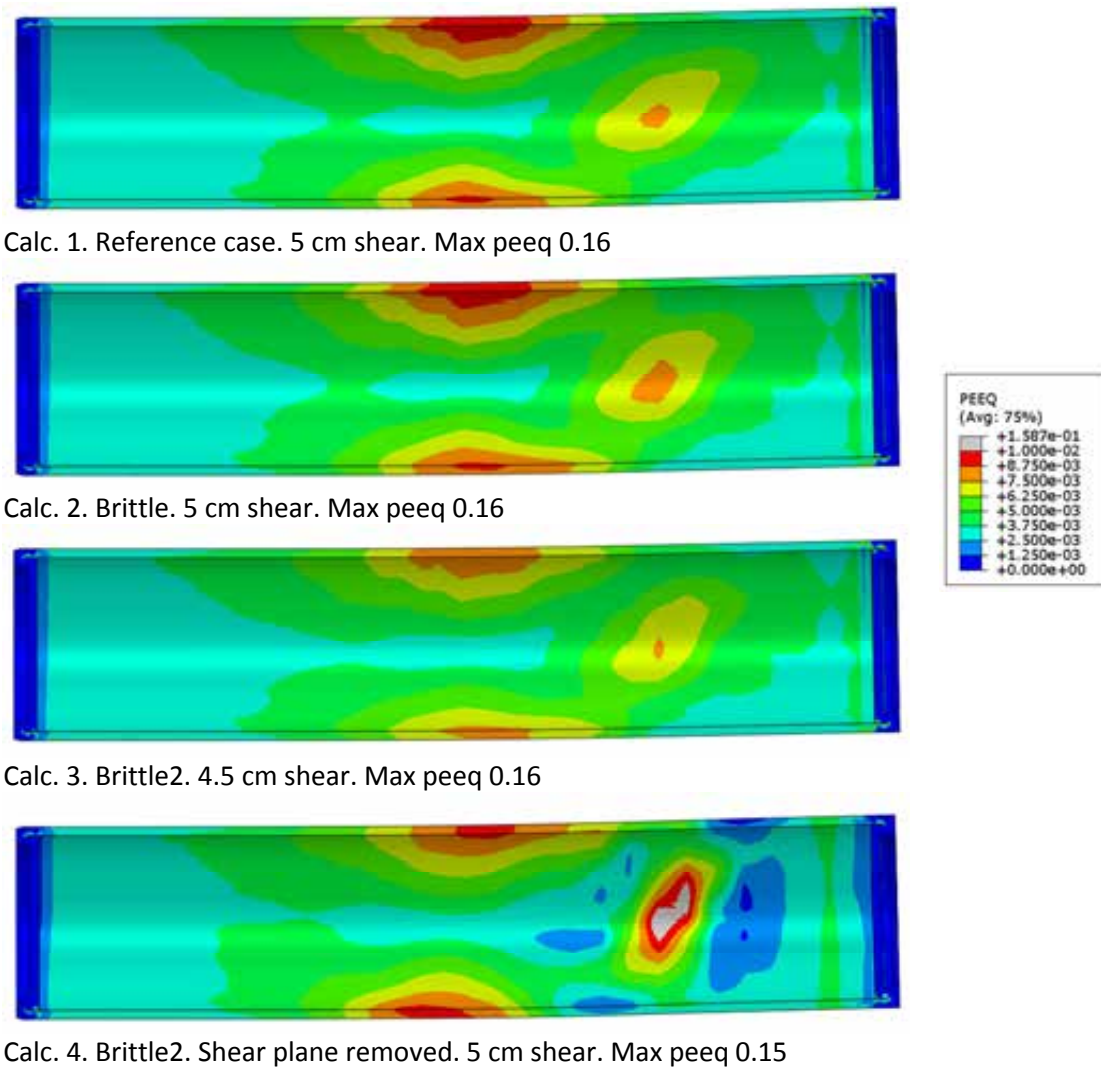 Calc. 1. Reference case. 5 cm shear. Max peeq 0.16
Calc. 2. Brittle. 5 cm shear. Max peeq 0.16
PEEQ
(Avg: 75%)
+1.587e-01
+1.000e-02
+8.750e-03
+7.500e-03
+6.250e-03
+5.000e-03
+3.750e-03
+2.500e-03
+1.250e-03
+0.000e+00
Calc. 3. Brittle2. 4.5 cm shear. Max peeq 0.16
Calc. 4. Brittle2. Shear plane removed. 5 cm shear. Max peeq 0.15